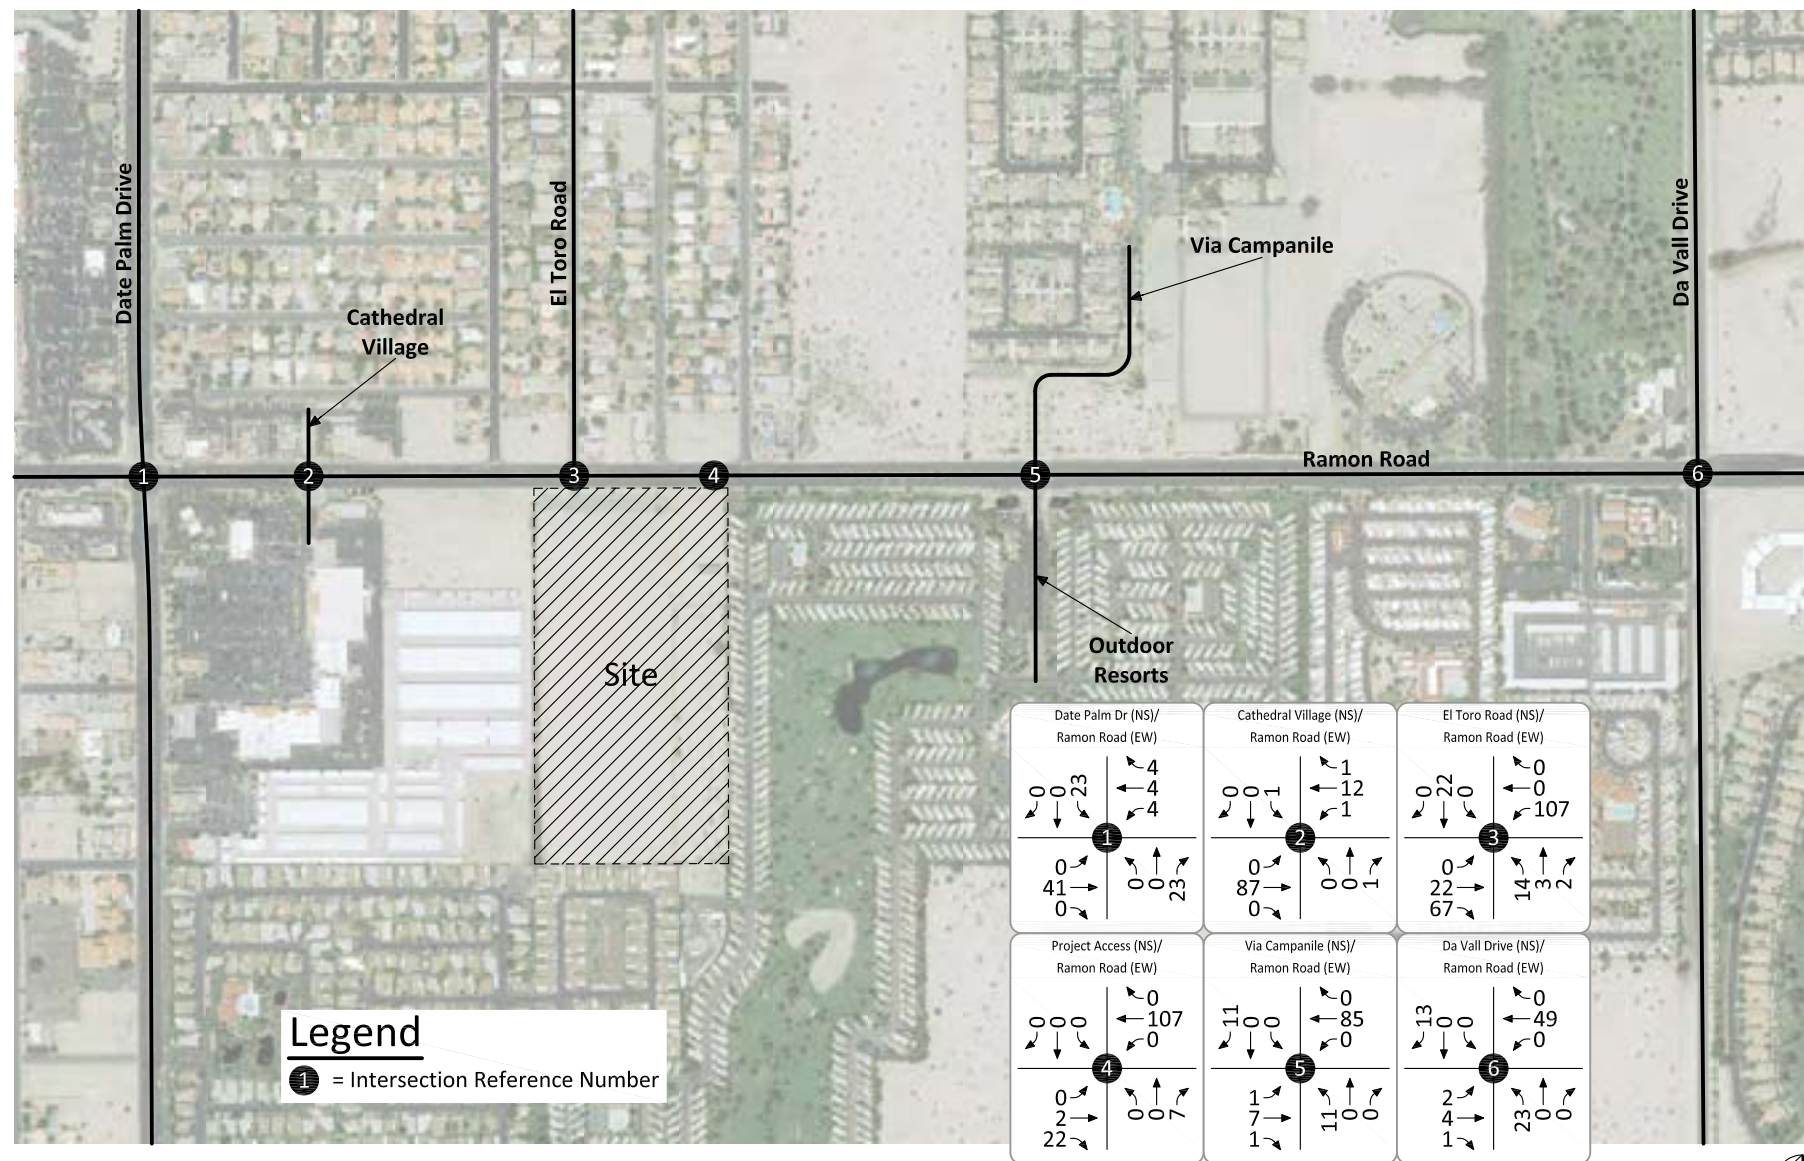 Date Palm Drive
El Toro Road
Da Vall Drive
Via Campanile
Cathedral
Village
Ramon Road
1
2
3
4
5
6
Site
Outdoor
Resorts
Date Palm Dr (NS)/
Ramon Road (EW)
0 0 23
4
4
4
1
0
41
0
0 0 23
Cathedral Village (NS)/
Ramon Road (EW)
0 0 1
1
12
1
2
0
87
0
0 0 1
El Toro Road (NS)/
Ramon Road (EW)
0 22 0
0
0
107
3
0
22
67
14 3 2
Project Access (NS)/
Ramon Road (EW)
0 0 0
0
107
0
4
0
2
22
0 0 7
Via Campanile (NS)/
Ramon Road (EW)
11 0 0
0
85
0
5
1
7
1
11 0 0
Da Vall Drive (NS)/
Ramon Road (EW)
13 0 0
0
49
0
6
2
4
1
23 0 0
Legend
1 = Intersection Reference Number